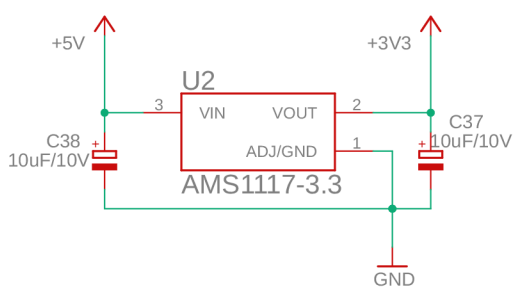 +5V
+3V3
U2
3
VIN
VOUT
2
C38
+
10uF/10V
ADJ/GND
1
C37
+
10uF/10V
AMS1117-3.3
GND